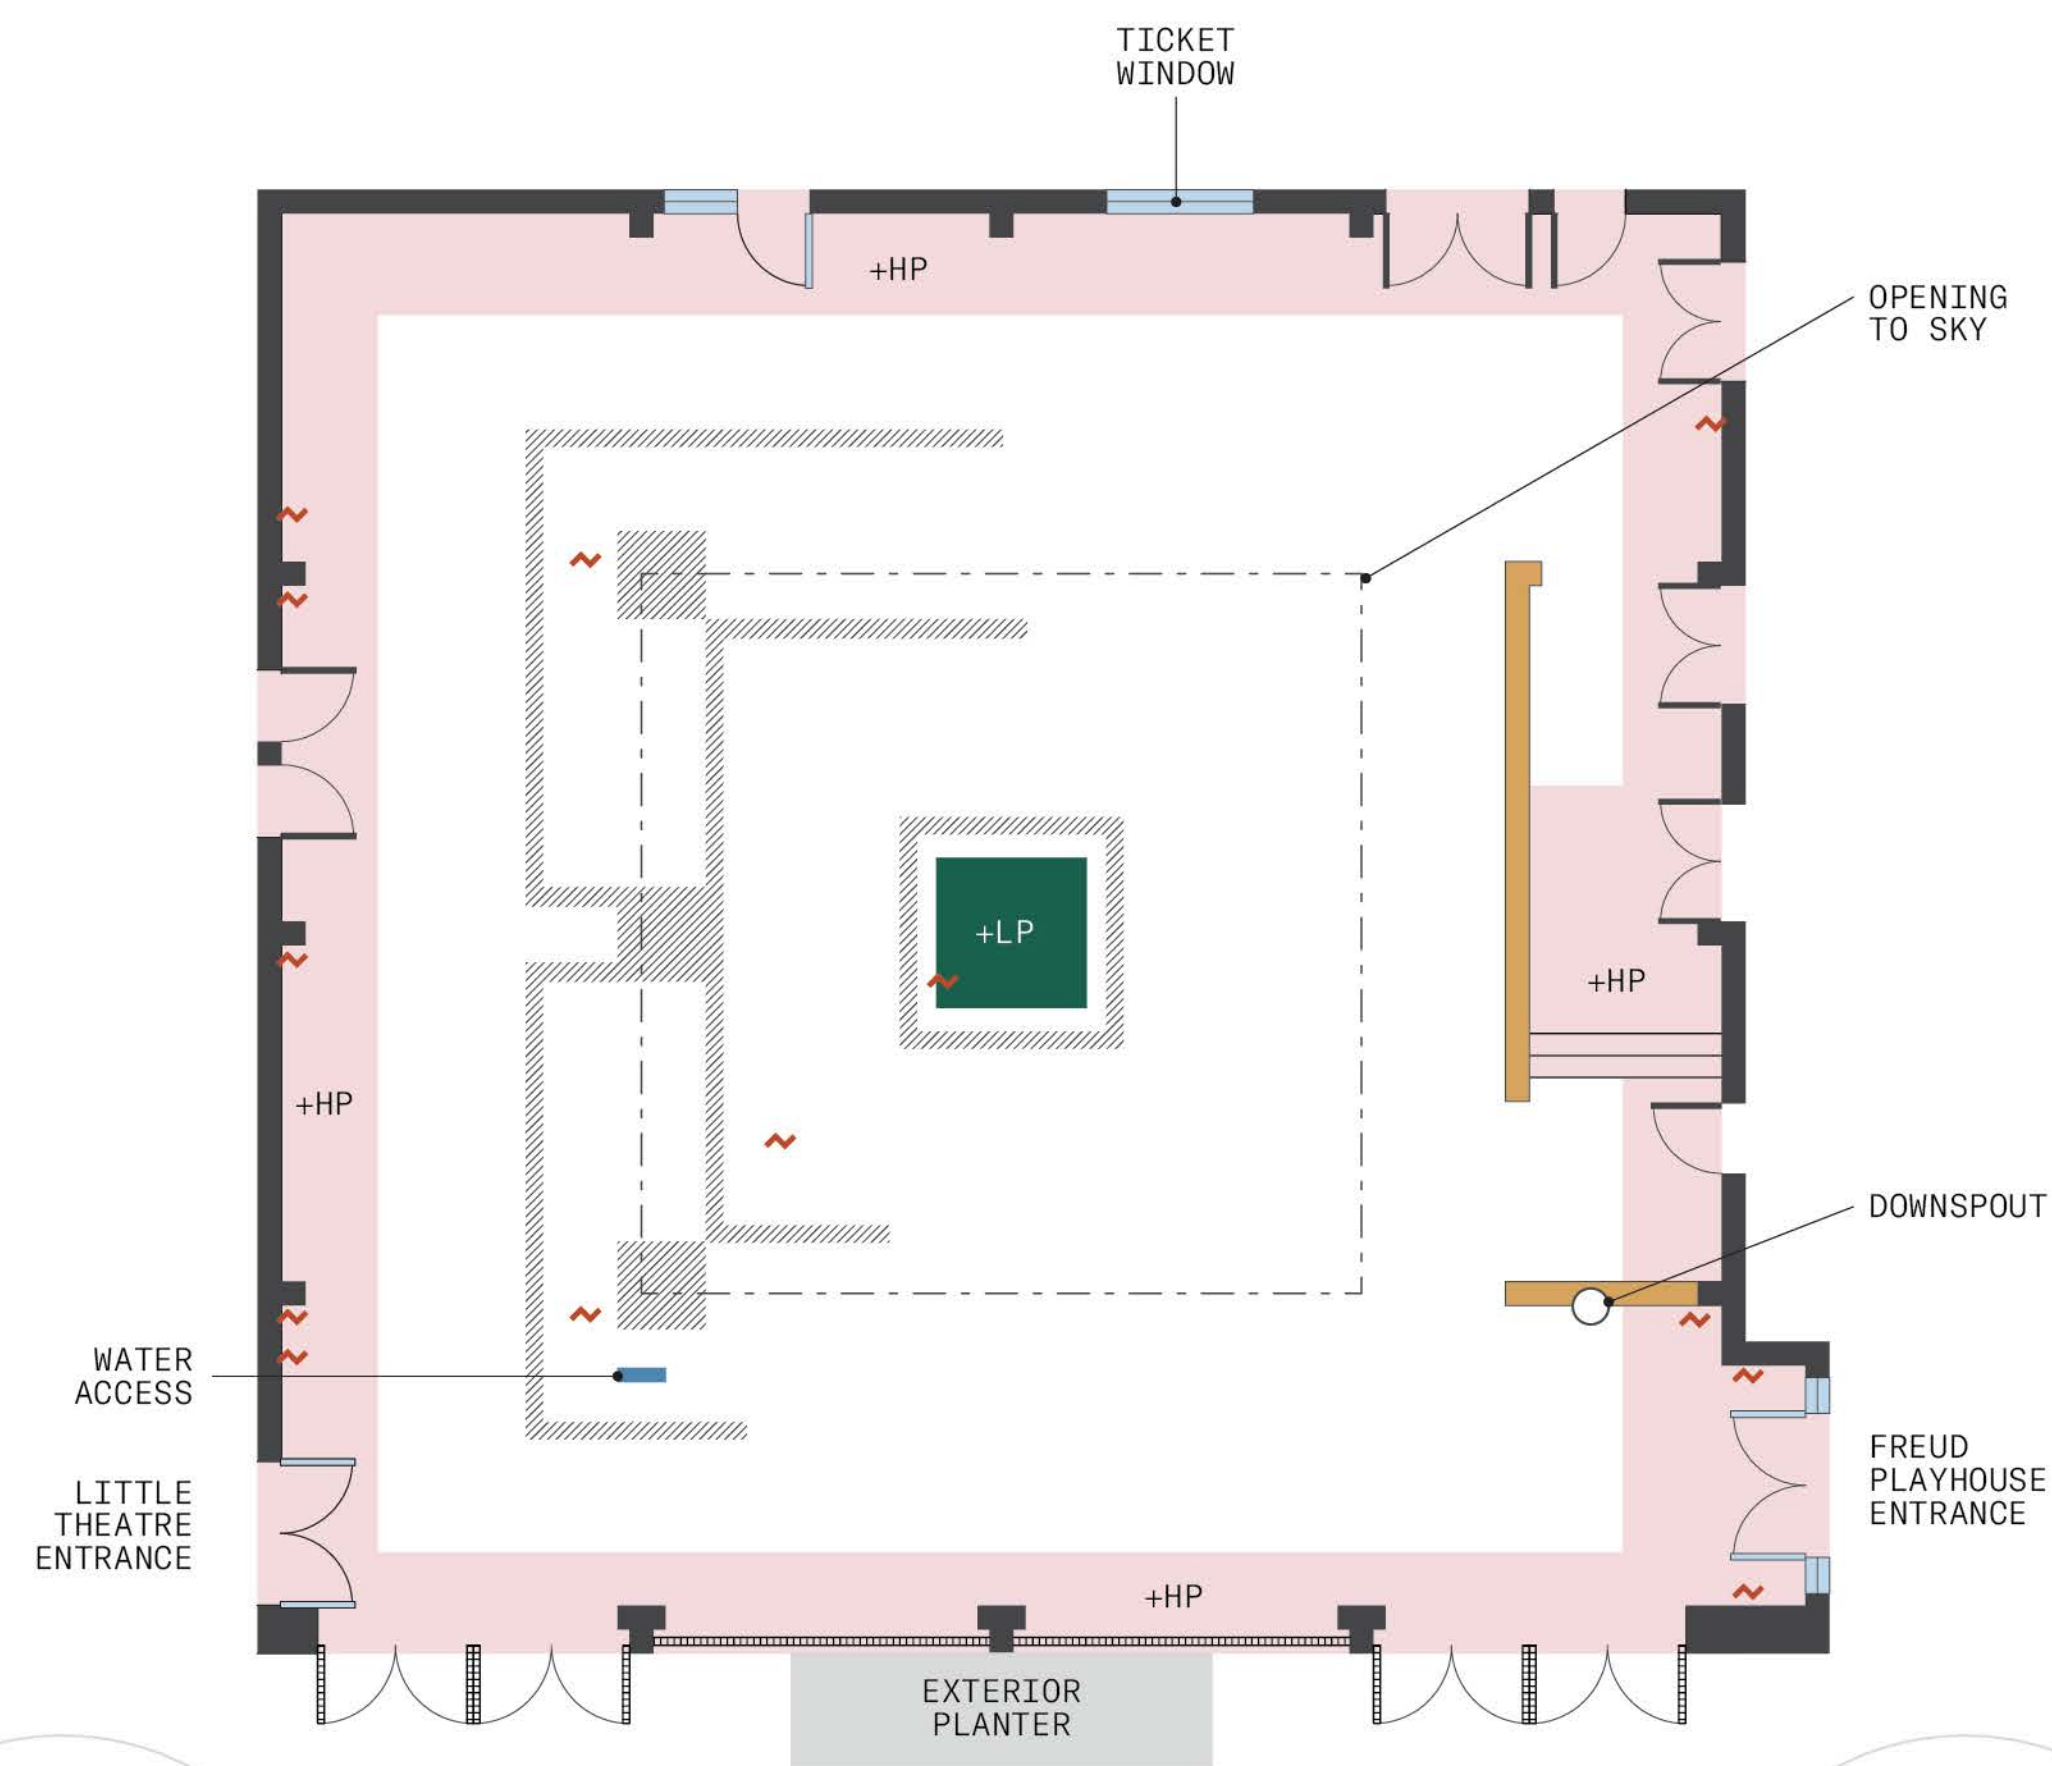 TICKET
WINDOW
+HP
OPENING
TO SKY
+LP
+HP
+HP
DOWNSPOUT
WATER
ACCESS
FREUD
PLAYHOUSE
ENTRANCE
LITTLE
THEATRE
ENTRANCE
+HP
EXTERIOR
PLANTER